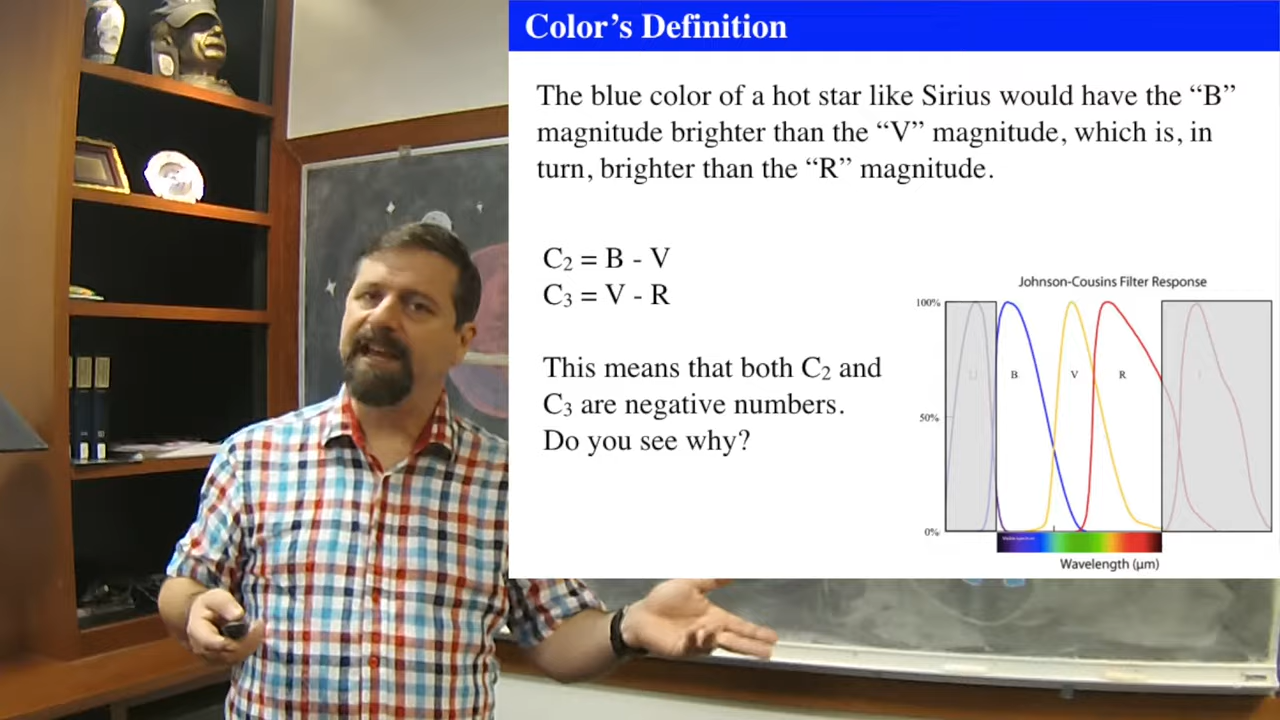 Color's Definition
The blue color of a hot star like Sirius would have the “B”
magnitude brighter than the “V” magnitude, which is, in
turn, brighter than the “R” magnitude.
C₂ = B - V
C₃ = V - R
This means that both C₂ and
C₃ are negative numbers.
Do you see why?
Johnson-Cousins Filter Response
100%
U B V R I
50%
0%
Visible spectrum
Wavelength (μm)